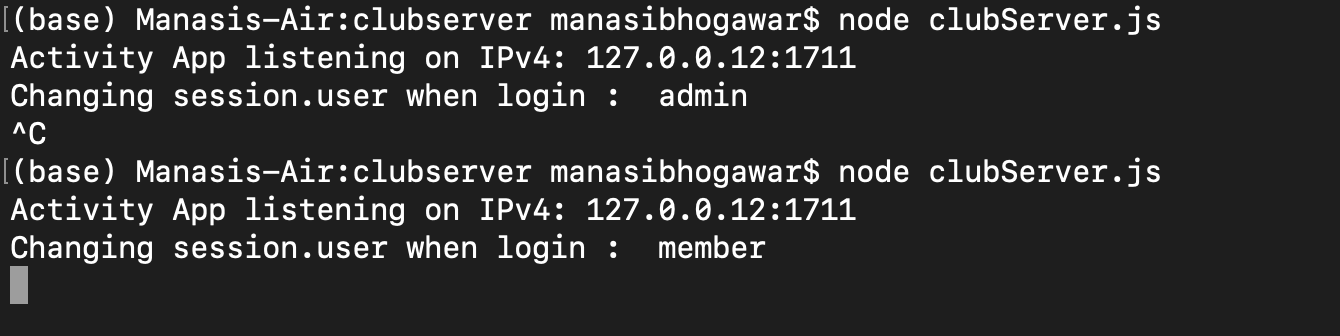 [(base) Manasis-Air:clubserver manasibhogawar$ node clubServer.js
Activity App listening on IPv4: 127.0.0.12:1711
Changing session.user when login :  admin
^C
[(base) Manasis-Air:clubserver manasibhogawar$ node clubServer.js
Activity App listening on IPv4: 127.0.0.12:1711
Changing session.user when login :  member